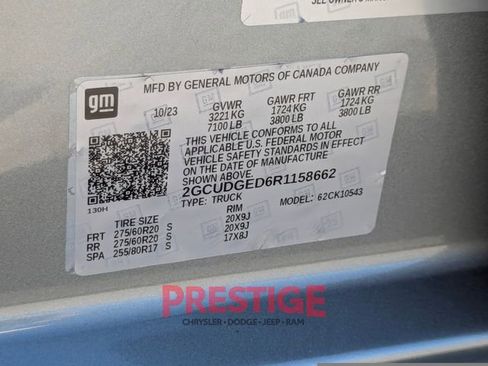 SEE OWNER'S MAN
gm
MFD BY GENERAL MOTORS OF CANADA COMPANY
10/23 GVWR GAWR FRT GAWR RR
3221 KG 1724 KG 1724 KG
7100 LB 3800 LB 3800 LB
THIS VEHICLE CONFORMS TO ALL
APPLICABLE U.S. FEDERAL MOTOR
VEHICLE SAFETY STANDARDS IN EFFECT
ON THE DATE OF MANUFACTURE
SHOWN ABOVE.
2GCUDGED6R1158662
TYPE: TRUCK MODEL: 62CK10543
130H
TIRE SIZE RIM
FRT 275/60R20 S 20X9J
RR 275/60R20 S 20X9J
SPA 255/80R17 S 17X8J
PRESTIGE
CHRYSLER • DODGE • JEEP • RAM